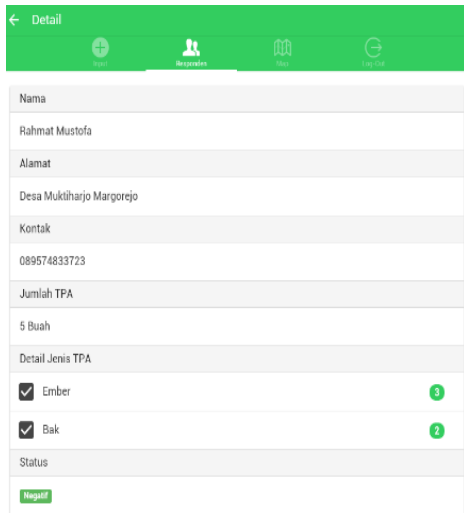 Detail
Input
Responden
Map
Log Out
Nama
Rahmat Mustofa
Alamat
Desa Muktiharjo Margorejo
Kontak
089574833723
Jumlah TPA
5 Buah
Detail Jenis TPA
Ember 3
Bak 2
Status
Negatif